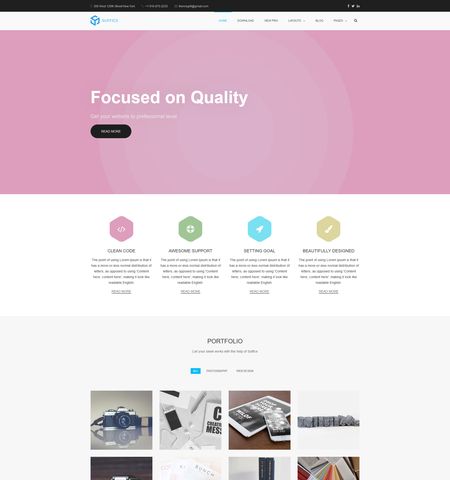 SUFFICE
HOME
DOWNLOAD
VIEW PRO
LAYOUTS
BLOG
PAGES
Focused on Quality
Get your website to professional level
READ MORE
CLEAN CODE
The point of using Lorem Ipsum is that it
has a more-or-less normal distribution of
letters, as opposed to using 'Content
here, content here', making it look like
readable English
READ MORE
AWESOME SUPPORT
The point of using Lorem Ipsum is that it
has a more-or-less normal distribution of
letters, as opposed to using 'Content
here, content here', making it look like
readable English
READ MORE
SETTING GOAL
The point of using Lorem Ipsum is that it
has a more-or-less normal distribution of
letters, as opposed to using 'Content
here, content here', making it look like
readable English
READ MORE
BEAUTIFULLY DESIGNED
The point of using Lorem Ipsum is that it
has a more-or-less normal distribution of
letters, as opposed to using 'Content
here, content here', making it look like
readable English
READ MORE
PORTFOLIO
List your latest works with the help of Suffice
ALL
PHOTOGRAPHY
WEB DESIGN